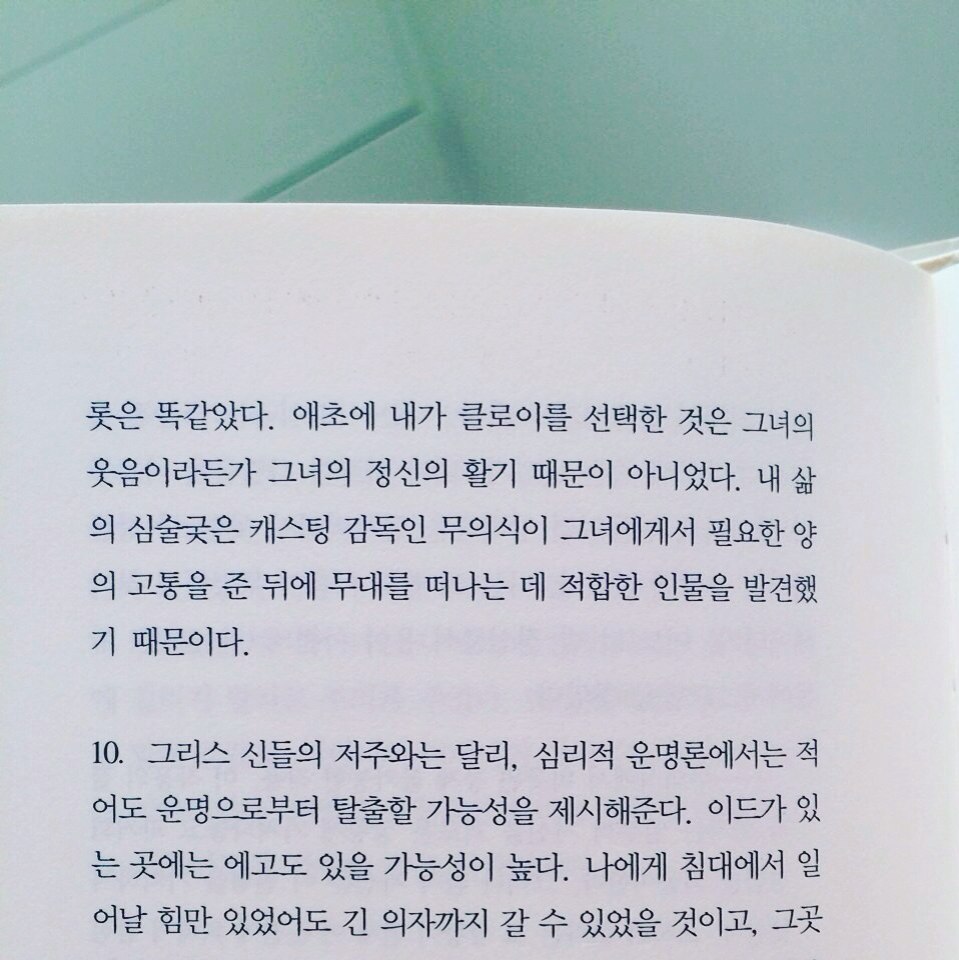 롯은 똑같았다. 애초에 내가 클로이를 선택한 것은 그녀의
웃음이라든가 그녀의 정신의 활기 때문이 아니었다. 내 삶
의 심술궂은 캐스팅 감독인 무의식이 그녀에게서 필요한 양
의 고통을 준 뒤에 무대를 떠나는 데 적합한 인물을 발견했
기 때문이다.
10. 그리스 신들의 저주와는 달리, 심리적 운명론에서는 적
어도 운명으로부터 탈출할 가능성을 제시해준다. 이드가 있
는 곳에는 에고도 있을 가능성이 높다. 나에게 침대에서 일
어날 힘만 있었어도 긴 의자까지 갈 수 있었을 것이고, 그곳